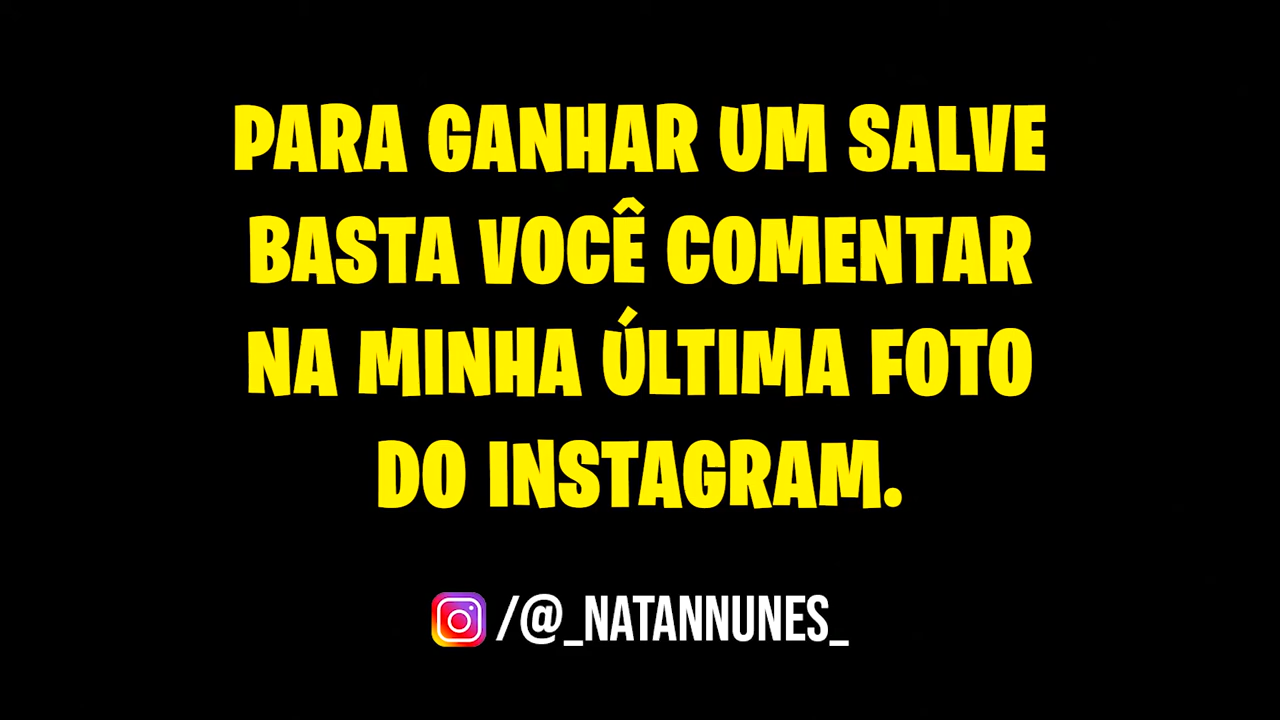 PARA GANHAR UM SALVE
BASTA VOCÊ COMENTAR
NA MINHA ÚLTIMA FOTO
DO INSTAGRAM.
/@_NATANNUNES_